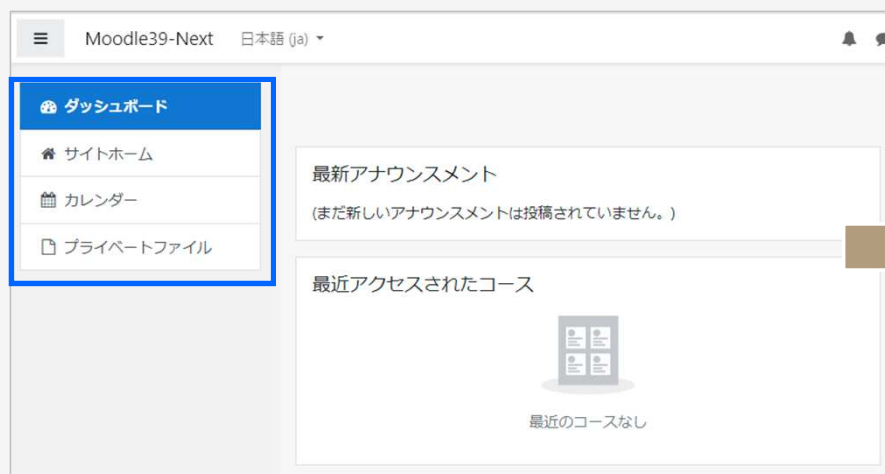 Moodle39-Next 日本語 (ja)
ダッシュボード
サイトホーム
カレンダー
プライベートファイル
最新アナウンスメント
(まだ新しいアナウンスメントは投稿されていません。)
最近アクセスされたコース
最近のコースなし